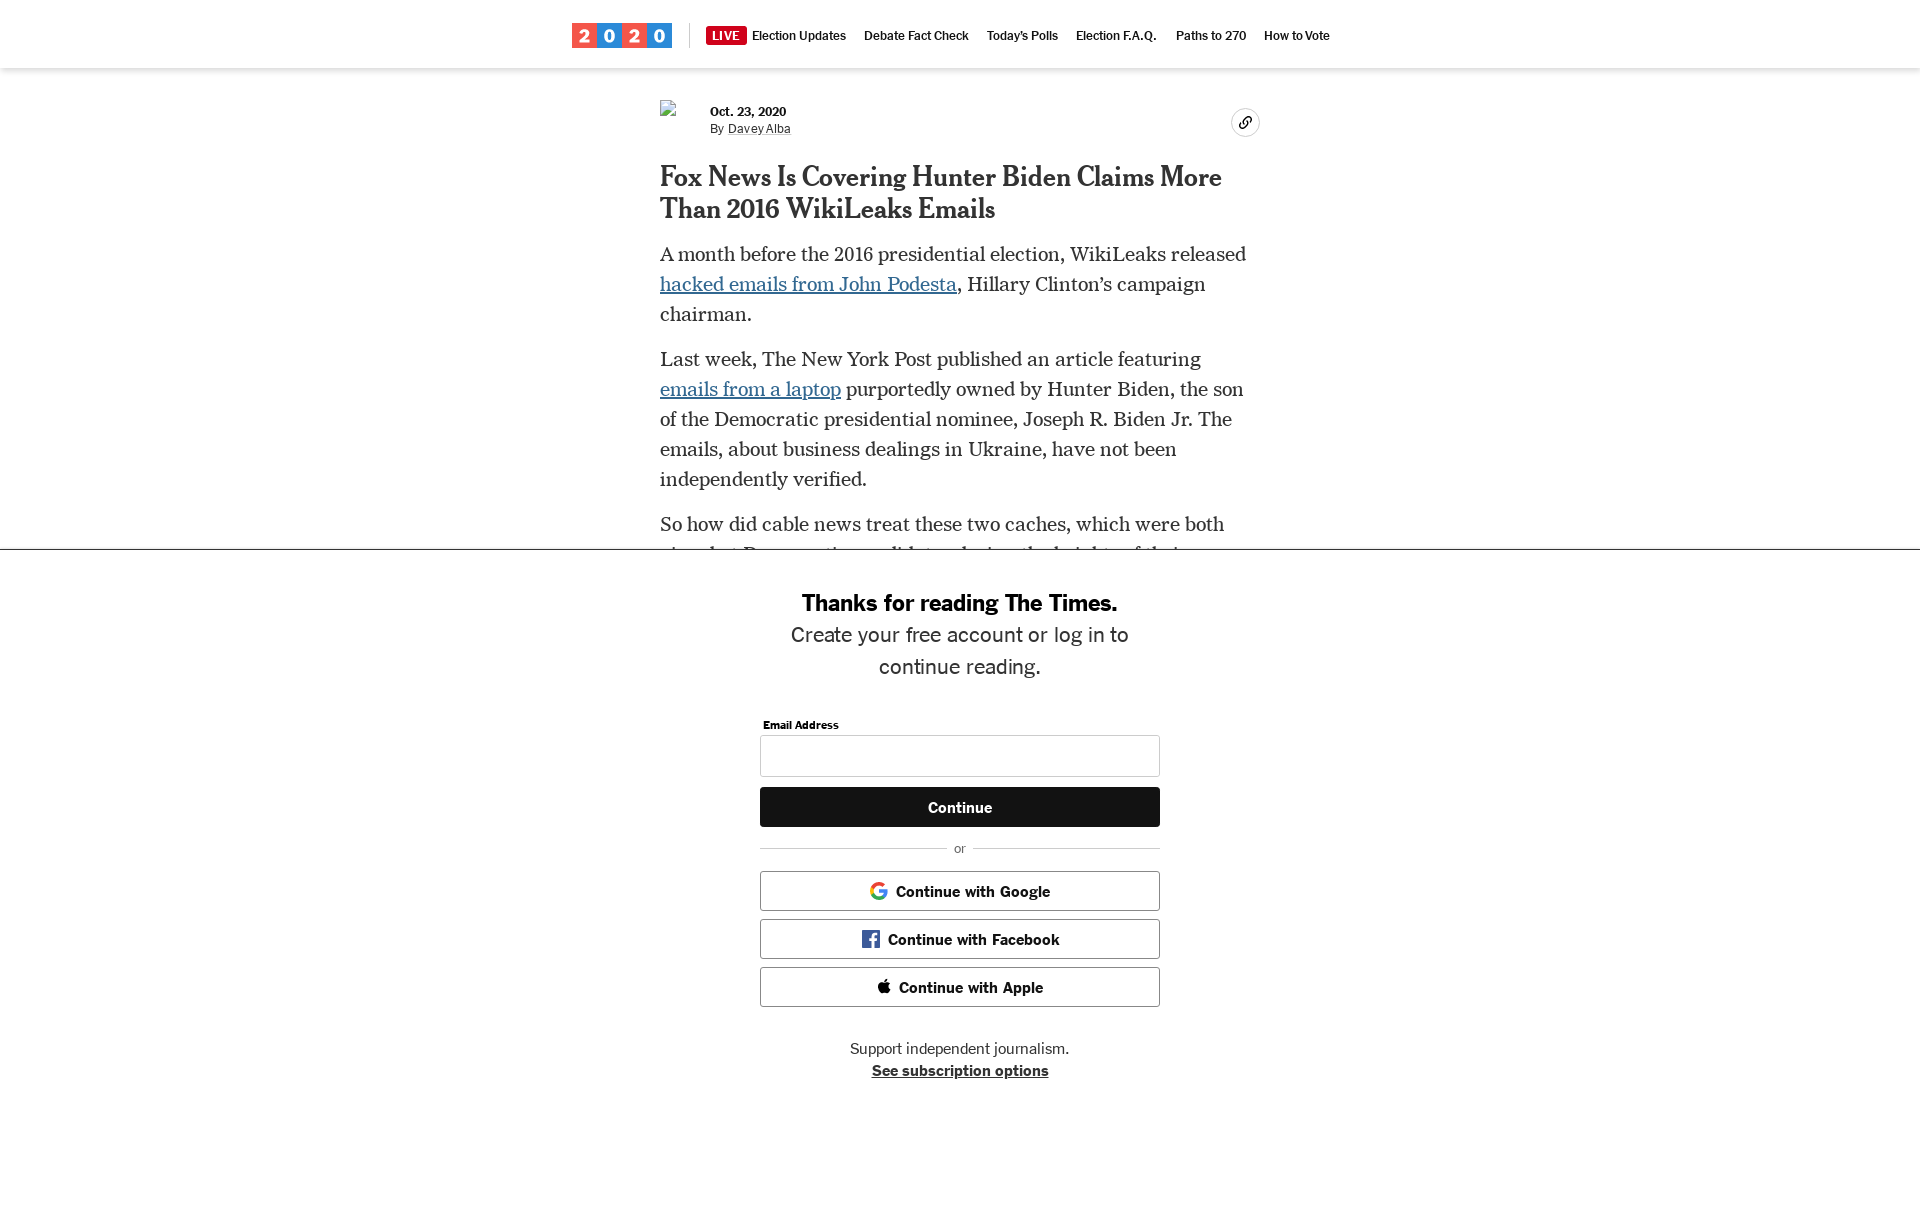 2020
LIVE Election Updates Debate Fact Check Today's Polls Election F.A.Q. Paths to 270 How to Vote
Oct. 23, 2020
By Davey Alba
Fox News Is Covering Hunter Biden Claims More
Than 2016 WikiLeaks Emails
A month before the 2016 presidential election, WikiLeaks released
hacked emails from John Podesta, Hillary Clinton’s campaign
chairman.
Last week, The New York Post published an article featuring
emails from a laptop purportedly owned by Hunter Biden, the son
of the Democratic presidential nominee, Joseph R. Biden Jr. The
emails, about business dealings in Ukraine, have not been
independently verified.
So how did cable news treat these two caches, which were both
Thanks for reading The Times.
Create your free account or log in to
continue reading.
Email Address
Continue
or
Continue with Google
Continue with Facebook
Continue with Apple
Support independent journalism.
See subscription options